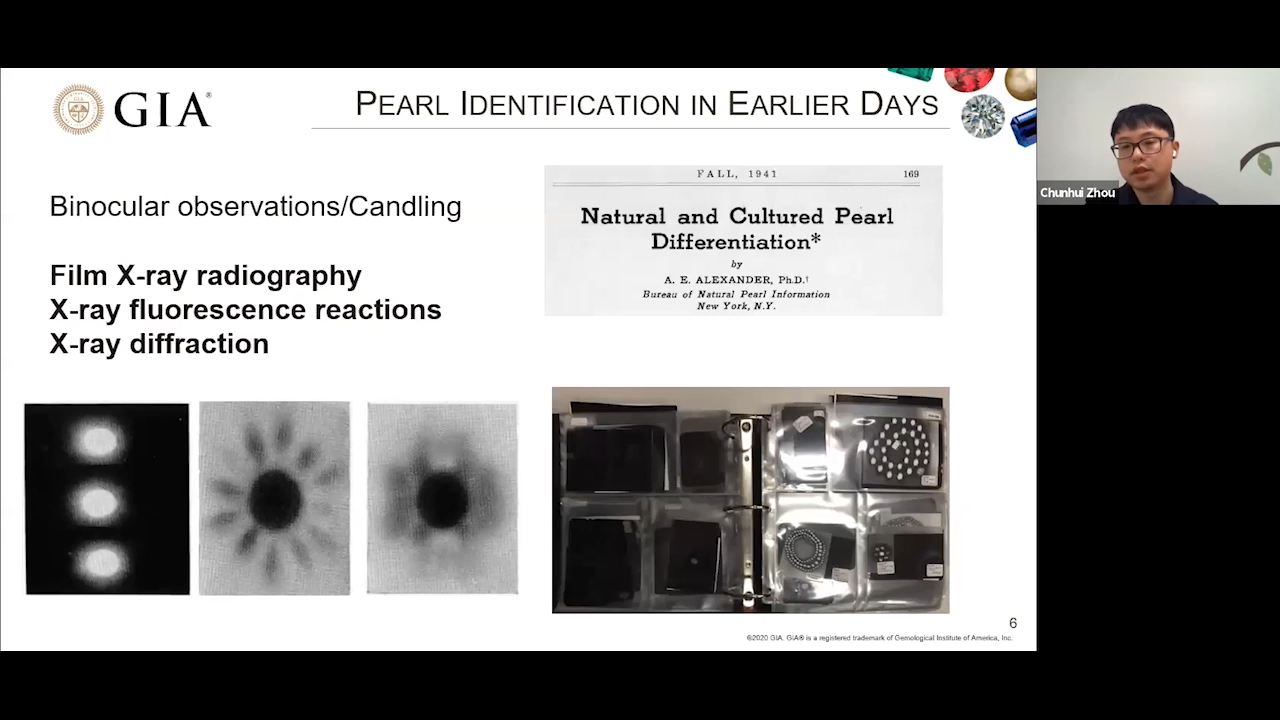 GIA®
PEARL IDENTIFICATION IN EARLIER DAYS
Binocular observations/Candling
Film X-ray radiography
X-ray fluorescence reactions
X-ray diffraction
FALL, 1941 169
Natural and Cultured Pearl
Differentiation*
by
A. E. ALEXANDER, Ph.D.†
Bureau of Natural Pearl Information
New York, N.Y.
6
©2020 GIA. GIA® is a registered trademark of Gemological Institute of America, Inc.
Chunhui Zhou